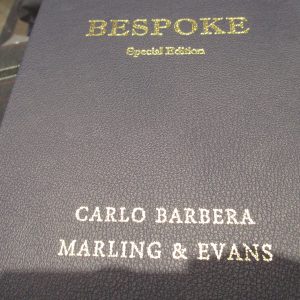 BESPOKE
Special Edition
CARLO BARBERA
MARLING & EVANS